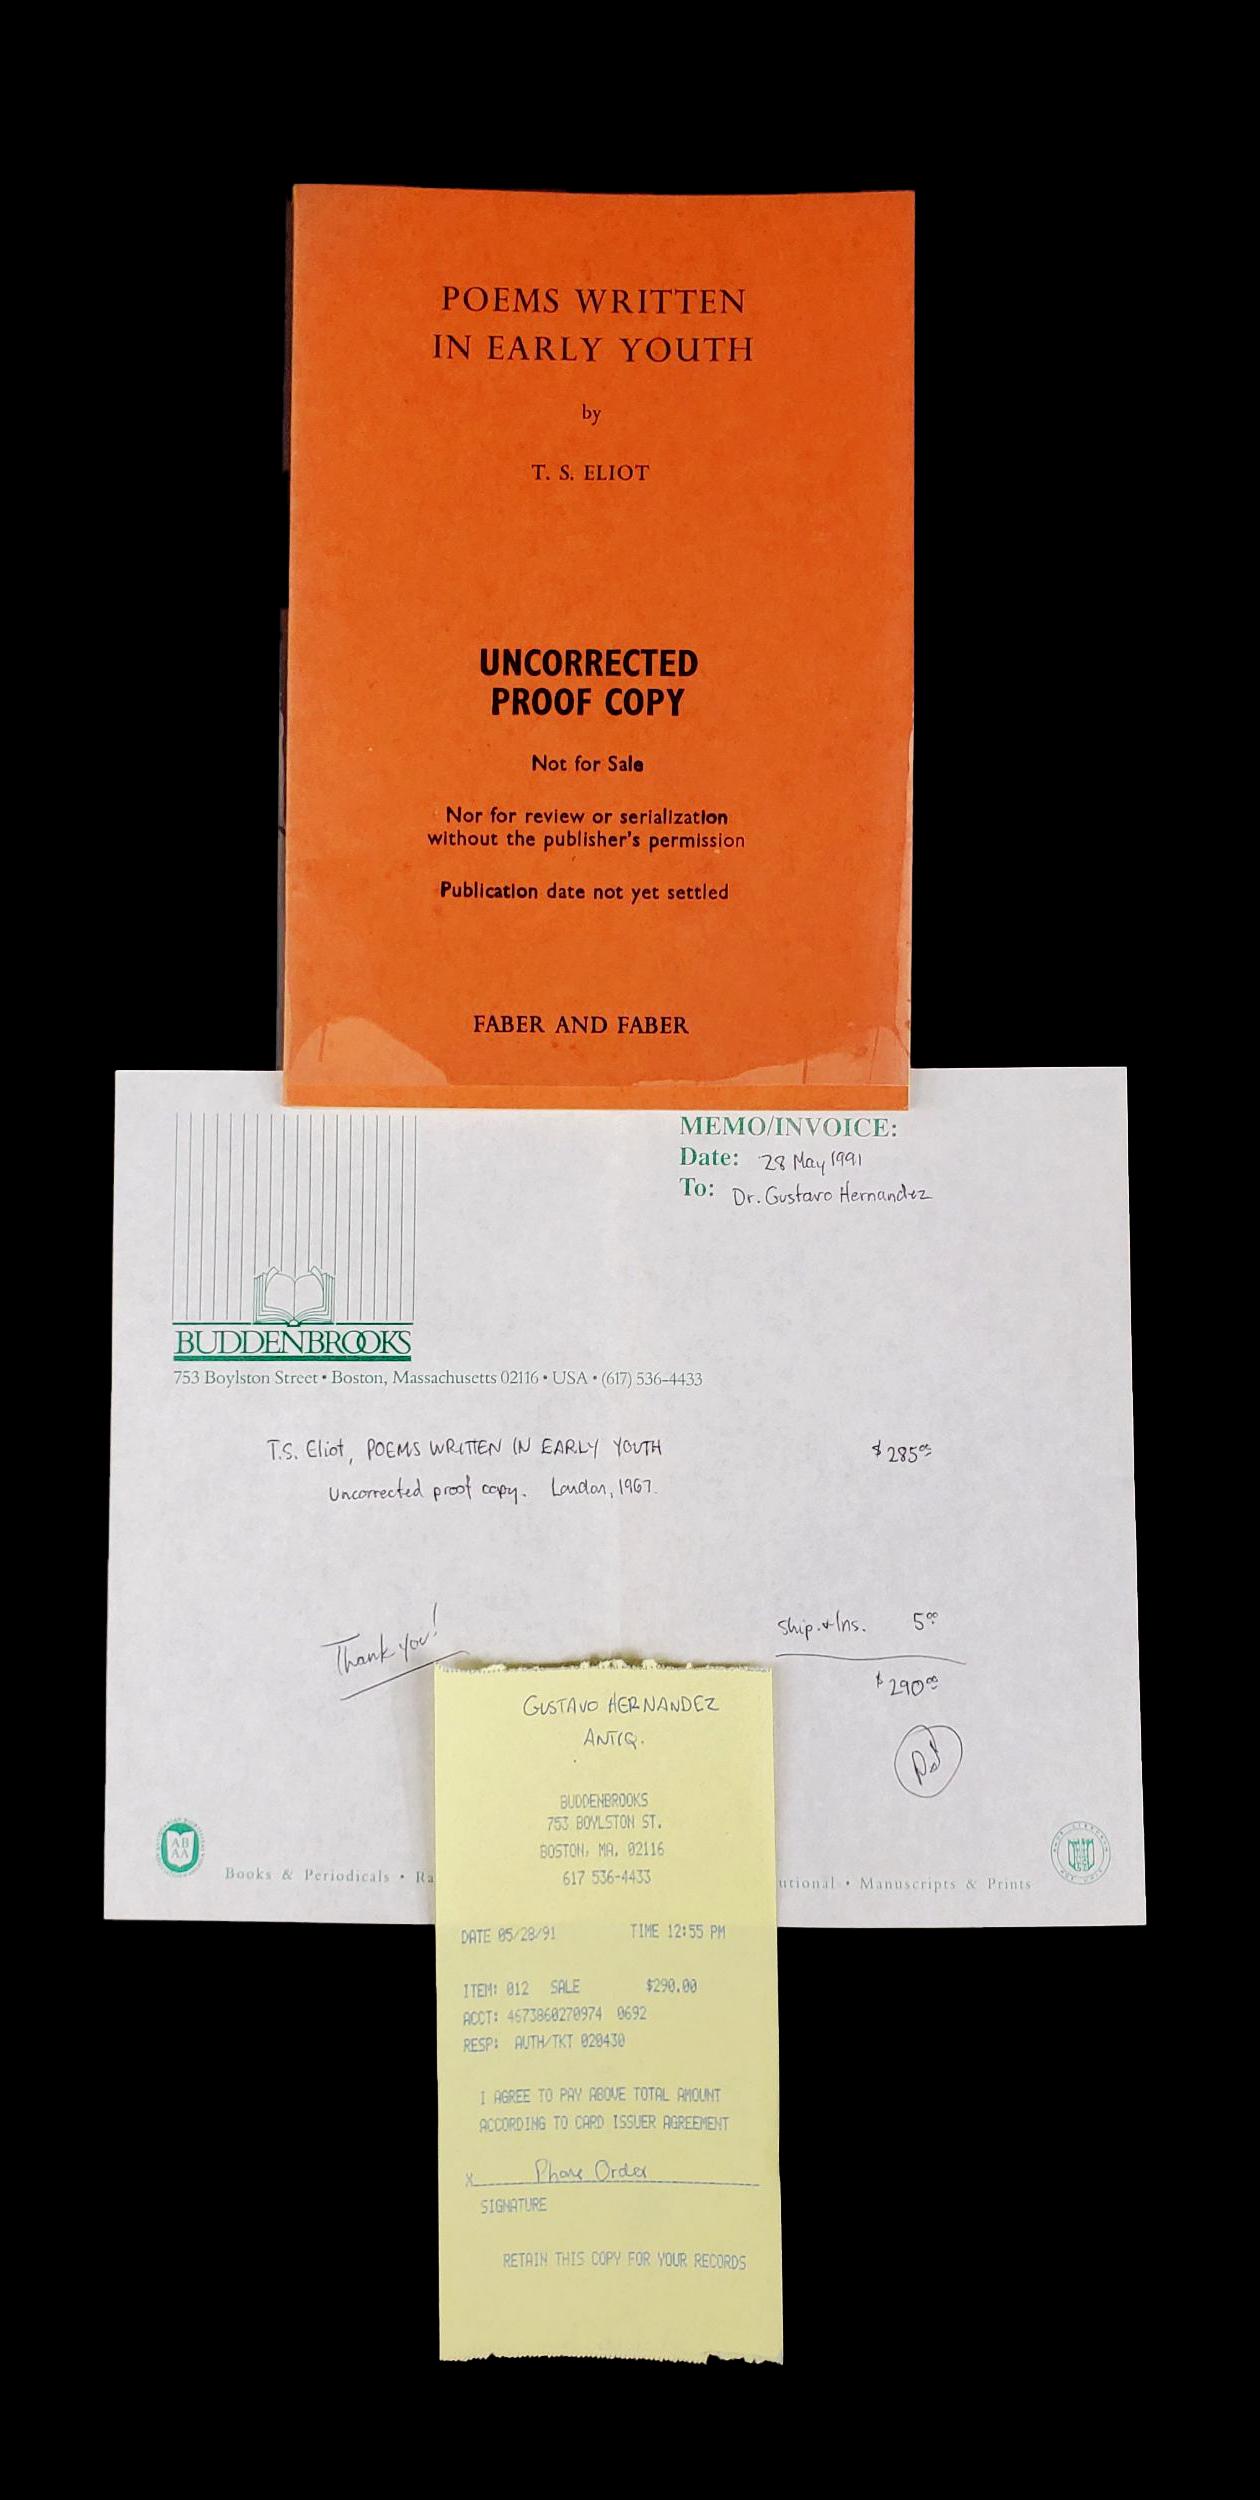 POEMS WRITTEN
IN EARLY YOUTH
by
T. S. ELIOT
UNCORRECTED
PROOF COPY
Not for Sale
Nor for review or serialization
without the publisher's permission
Publication date not yet settled
FABER AND FABER
MEMO/INVOICE:
Date: 28 May 1991
To: Dr. Gustavo Hernandez
BUDDENBROOKS
753 Boylston Street • Boston, Massachusetts 02116 • USA • (617) 536-4433
T.S. Eliot, POEMS WRITTEN IN EARLY YOUTH $285.00
Uncorrected proof copy. London, 1967.
Thank you!
Ship. + Ins. 5.00
$290.00
Pd
GUSTAVO HERNANDEZ
ANTIQ.
BUDDENBROOKS
753 BOYLSTON ST.
BOSTON, MA. 02116
617 536-4433
DATE 05/28/91 TIME 12:55 PM
ITEM: 012 SALE $290.00
ACCT: 4673860270974 0692
RESP: AUTH/TKT 020430
I AGREE TO PAY ABOVE TOTAL AMOUNT
ACCORDING TO CARD ISSUER AGREEMENT
X Phone Order
SIGNATURE
RETAIN THIS COPY FOR YOUR RECORDS
AB
AA
Books & Periodicals • Ra
utional • Manuscripts & Prints